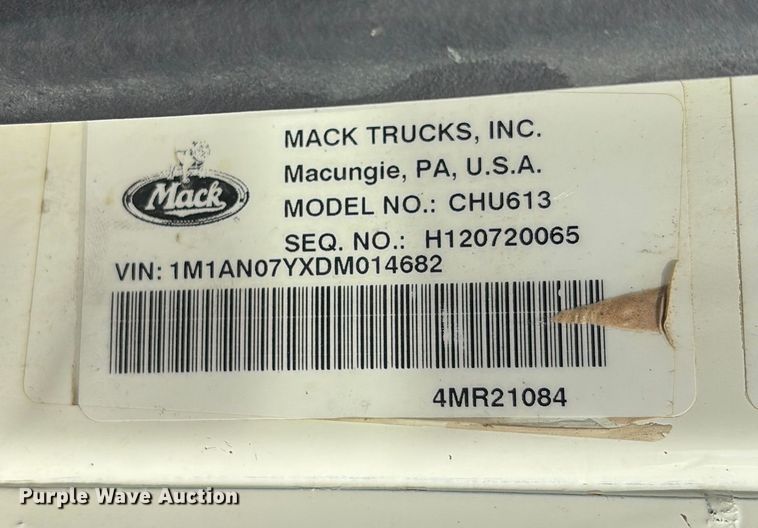 MACK TRUCKS, INC.
Mack
Macungie, PA, U.S.A.
MODEL NO.: CHU613
SEQ. NO.: H120720065
VIN: 1M1AN07YXDM014682
4MR21084
Purple Wave Auction